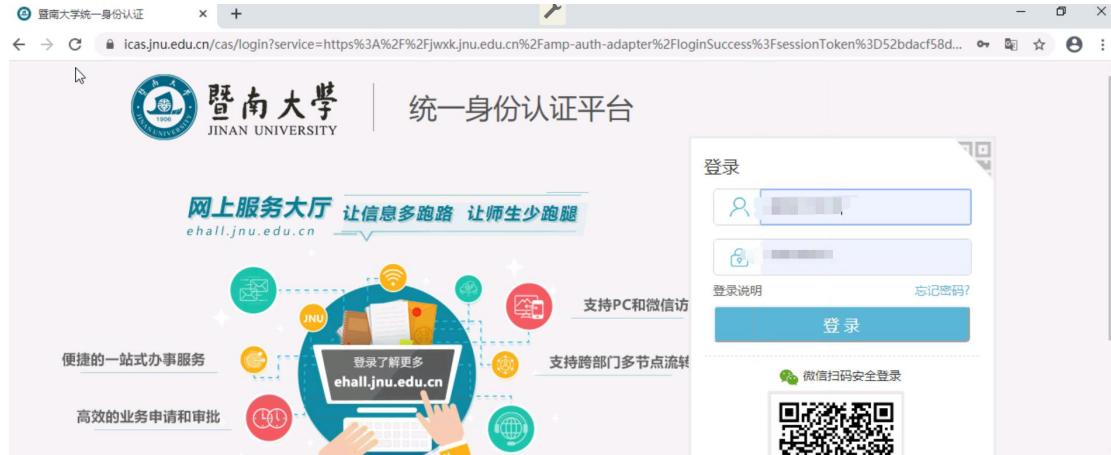 暨南大学统一身份认证
icas.jnu.edu.cn/cas/login?service=https%3A%2F%2Fjwxk.jnu.edu.cn%2Famp-auth-adapter%2FloginSuccess%3FsessionToken%3D52bdacf58d...
暨南大学
JINAN UNIVERSITY
统一身份认证平台
JINAN UNIVERSITY
1906
登录
网上服务大厅
ehall.jnu.edu.cn
让信息多跑路 让师生少跑腿
登录说明
忘记密码?
登录
支持PC和微信访
JNU
便捷的一站式办事服务
登录了解更多
ehall.jnu.edu.cn
支持跨部门多节点流转
微信扫码安全登录
高效的业务申请和审批